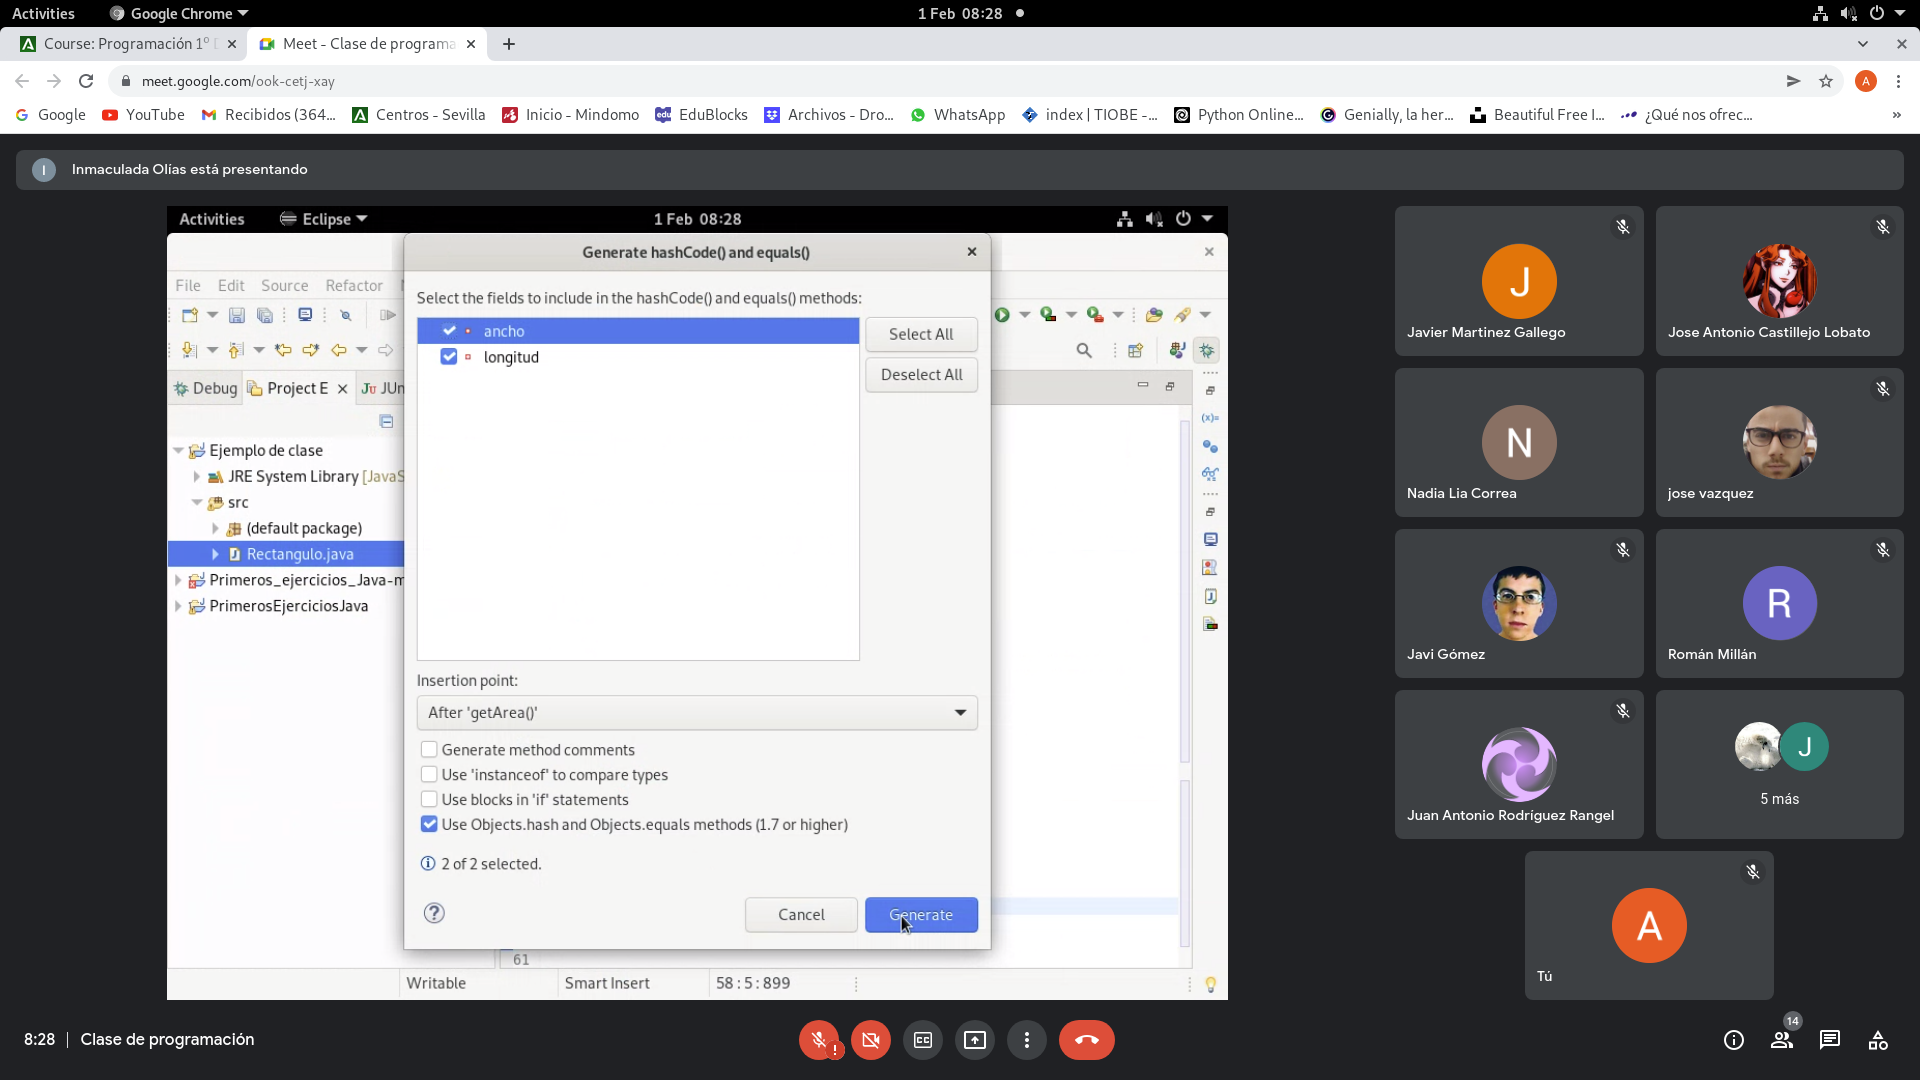 Activities Google Chrome 1 Feb 08:28
Course: Programación 1º D Meet - Clase de programa
meet.google.com/ook-cetj-xay A
Google YouTube Recibidos (364... Centros - Sevilla Inicio - Mindomo EduBlocks Archivos - Dro... WhatsApp index | TIOBE -... Python Online... Genially, la her... Beautiful Free I... ¿Qué nos ofrec... »
I Inmaculada Olías está presentando
Activities Eclipse 1 Feb 08:28
Generate hashCode() and equals()
File Edit Source Refactor
Select the fields to include in the hashCode() and equals() methods:
ancho
longitud
Select All
Deselect All
Debug Project E JUn
Ejemplo de clase
JRE System Library [JavaS
src
(default package)
Rectangulo.java
Primeros_ejercicios_Java-m
PrimerosEjerciciosJava
Insertion point:
After 'getArea()'
Generate method comments
Use 'instanceof' to compare types
Use blocks in 'if' statements
Use Objects.hash and Objects.equals methods (1.7 or higher)
2 of 2 selected.
Cancel Generate
61
Writable Smart Insert 58 : 5 : 899
J
Javier Martinez Gallego
Jose Antonio Castillejo Lobato
N
Nadia Lia Correa
jose vazquez
Javi Gómez
R
Román Millán
Juan Antonio Rodríguez Rangel
J
5 más
A
Tú
8:28 | Clase de programación
14